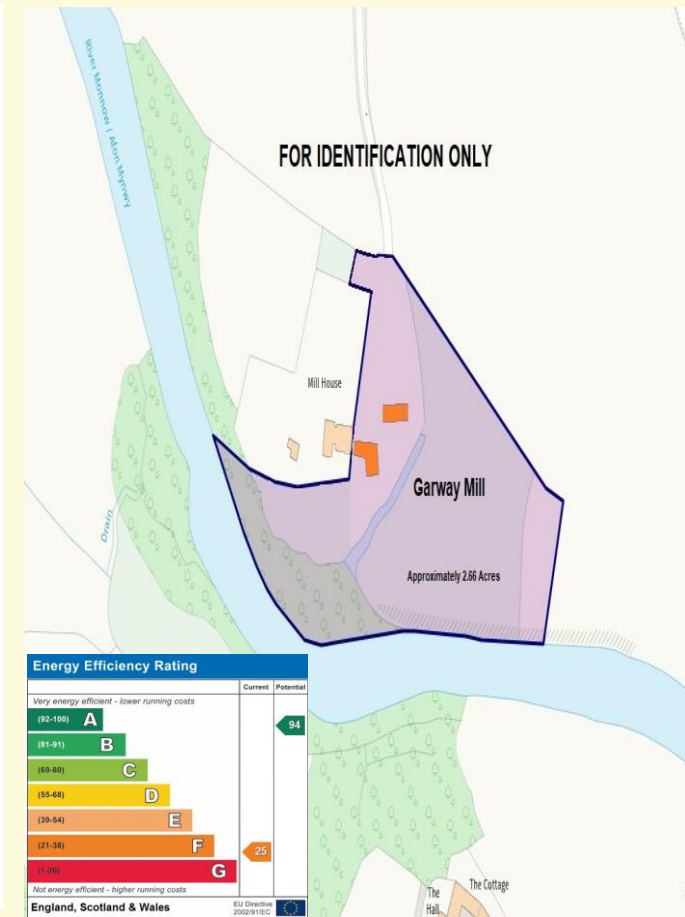 River Monnow / Afon Mynwy
FOR IDENTIFICATION ONLY
Mill House
Garway Mill
Drain
Approximately 2.66 Acres
Energy Efficiency Rating
Current Potential
Very energy efficient - lower running costs
(92-100) A
94
(81-91) B
(69-80) C
(55-68) D
(39-54) E
(21-38) F
25
(1-20) G
Not energy efficient - higher running costs
England, Scotland & Wales
EU Directive
2002/91/EC
The Cottage
The
Hall